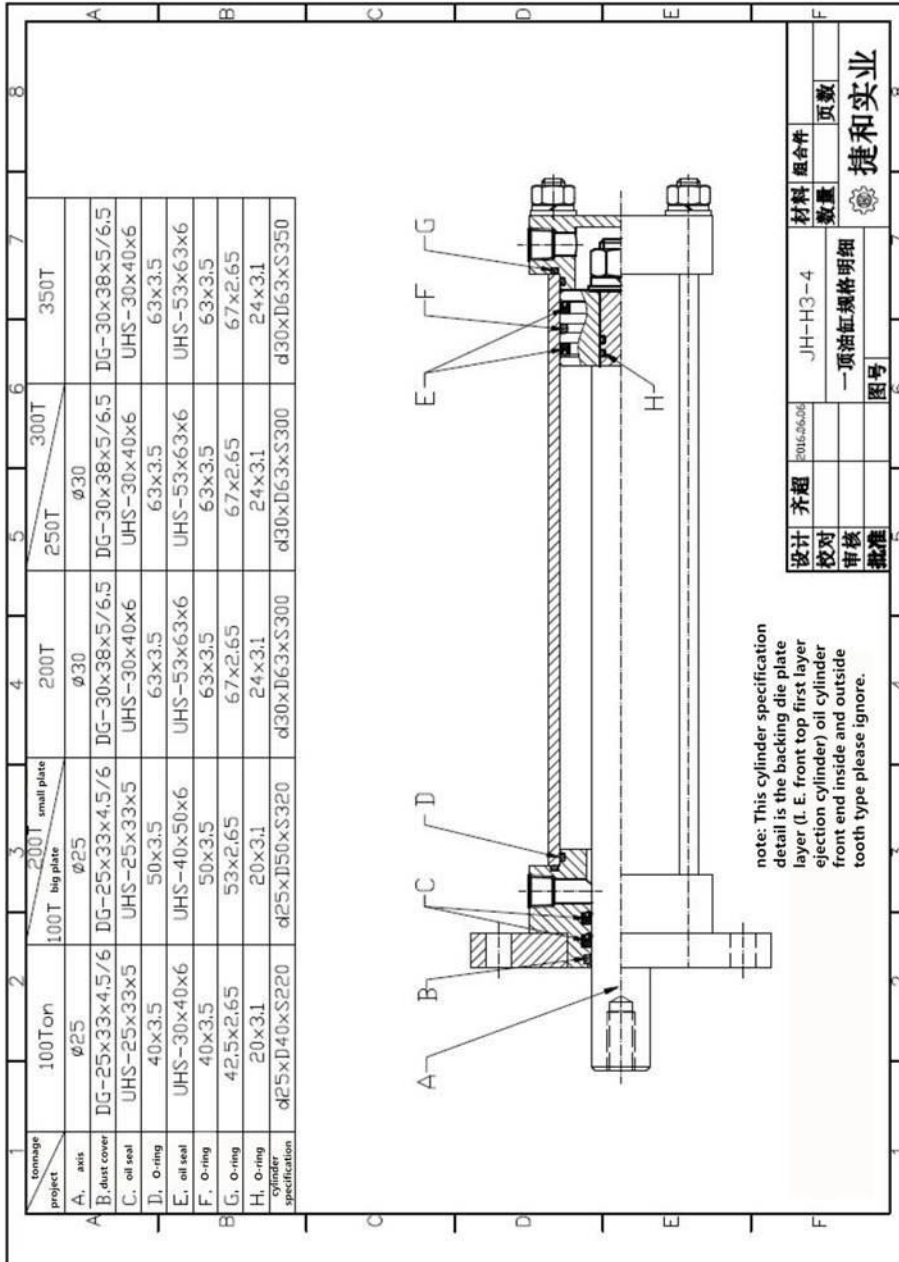 1 2 3 4 5 6 7 8
A B C D E F
tonnage
project
100Ton 100T big plate 200T small plate 200T 250T 300T 350T
A. axis Ø25 Ø25 Ø30 Ø30
B. dust cover DG-25×33×4.5/6 DG-25×33×4.5/6 DG-30×38×5/6.5 DG-30×38×5/6.5 DG-30×38×5/6.5
C. oil seal UHS-25×33×5 UHS-25×33×5 UHS-30×40×6 UHS-30×40×6 UHS-30×40×6
D. O-ring 40×3.5 50×3.5 63×3.5 63×3.5 63×3.5
E. oil seal UHS-30×40×6 UHS-40×50×6 UHS-53×63×6 UHS-53×63×6 UHS-53×63×6
F. O-ring 40×3.5 50×3.5 63×3.5 63×3.5 63×3.5
G. O-ring 42.5×2.65 53×2.65 67×2.65 67×2.65 67×2.65
H. O-ring 20×3.1 20×3.1 24×3.1 24×3.1 24×3.1
cylinder
specification
d25×D40×S220 d25×D50×S320 d30×D63×S300 d30×D63×S300 d30×D63×S350
A B C D E F G H
note: This cylinder specification
detail is the backing die plate
layer (I. E. front top first layer
ejection cylinder) oil cylinder
front end inside and outside
tooth type please ignore.
设计 齐超 2016.06.06 JH-H3-4 材料 组合件
校对 数量 页数
审核 一顶油缸规格明细 捷和实业
批准 图号
A B C D E F
1 2 3 4 5 6 7 8